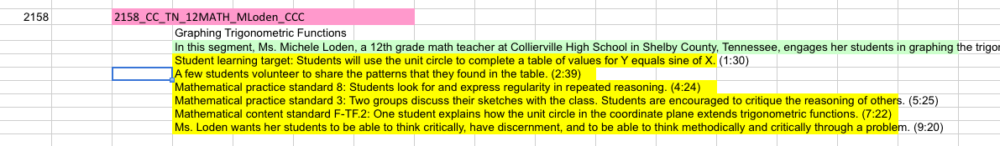 2158 2158_CC_TN_12MATH_MLoden_CCC
Graphing Trigonometric Functions
In this segment, Ms. Michele Loden, a 12th grade math teacher at Collierville High School in Shelby County, Tennessee, engages her students in graphing the
Student learning target: Students will use the unit circle to complete a table of values for Y equals sine of X. (1:30)
A few students volunteer to share the patterns that they found in the table. (2:39)
Mathematical practice standard 8: Students look for and express regularity in repeated reasoning. (4:24)
Mathematical practice standard 3: Two groups discuss their sketches with the class. Students are encouraged to critique the reasoning of others. (5:25)
Mathematical content standard F-TF.2: One student explains how the unit circle in the coordinate plane extends trigonometric functions. (7:22)
Ms. Loden wants her students to be able to think critically, have discernment, and to be able to think methodically and critically through a problem. (9:20)